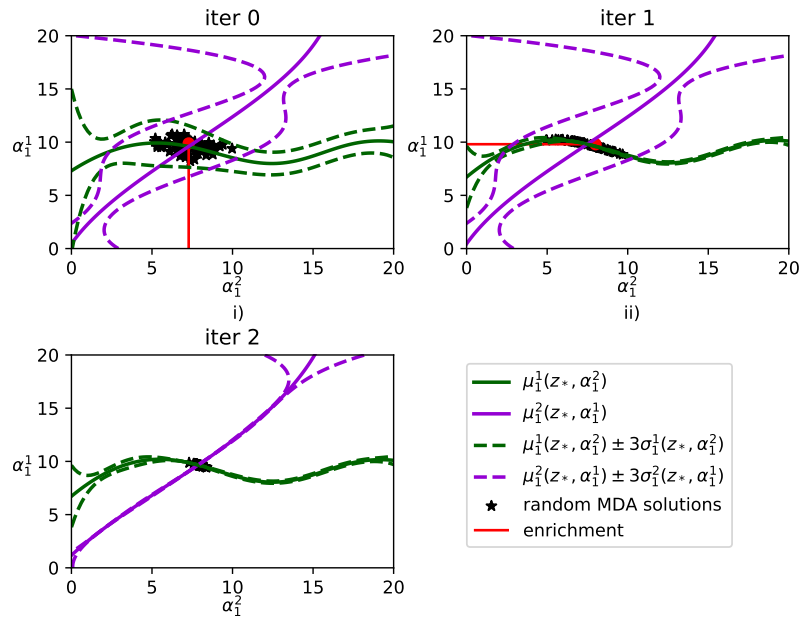 iter 0
20
15
10
5
0
α₁¹
0 5 10 15 20
α₁²
i)
iter 1
20
15
10
5
0
α₁¹
0 5 10 15 20
α₁²
ii)
iter 2
20
15
10
5
0
α₁¹
0 5 10 15 20
α₁²
μ₁¹(z*, α₁²)
μ₁²(z*, α₁¹)
μ₁¹(z*, α₁²) ± 3σ₁¹(z*, α₁²)
μ₁²(z*, α₁¹) ± 3σ₁²(z*, α₁¹)
random MDA solutions
enrichment